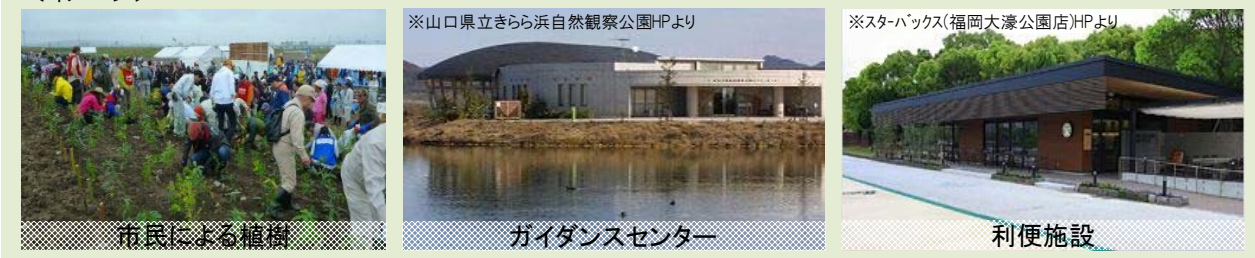 ※山口県立きらら浜自然観察公園HPより
※スターバックス(福岡大濠公園店)HPより
市民による植樹
ガイダンスセンター
利便施設